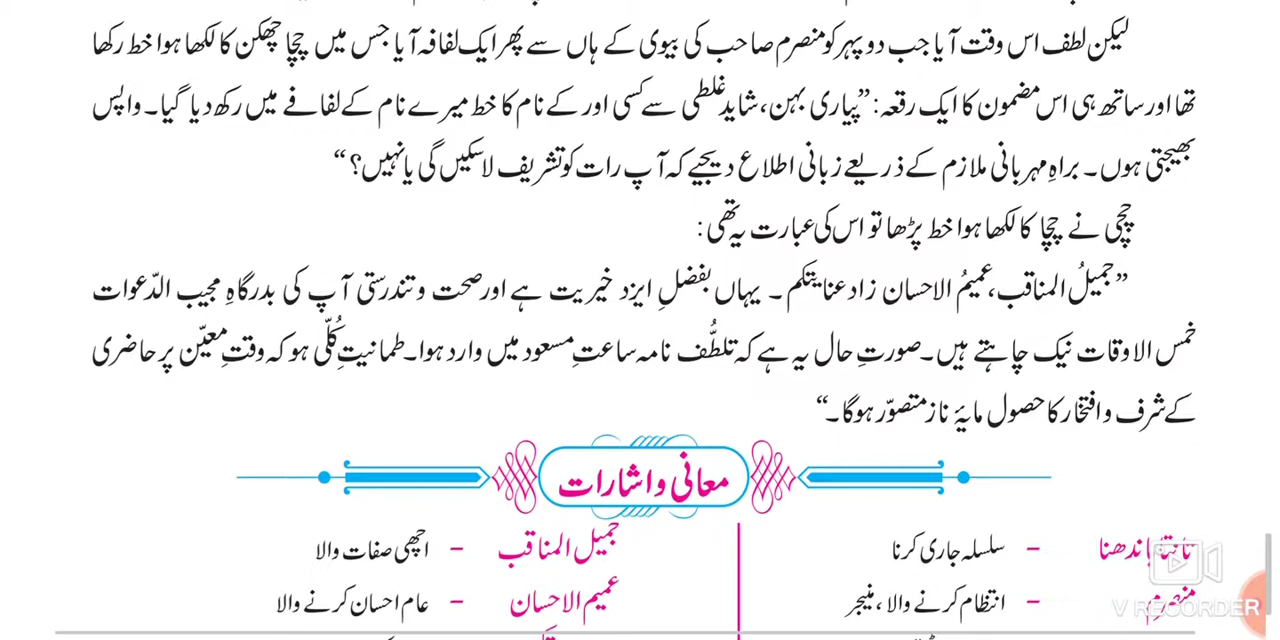 لیکن لطف اس وقت آیا جب دوپہر کو منصرم صاحب کی بیوی کے ہاں سے پھر ایک لفافہ آیا جس میں چچا چھکن کا لکھا ہوا خط رکھا
تھا اور ساتھ ہی اس مضمون کا ایک رقعہ: ”پیاری بہن، شاید غلطی سے کسی اور کے نام کا خط میرے نام کے لفافے میں رکھ دیا گیا۔ واپس
بھیجتی ہوں۔ براہِ مہربانی ملازم کے ذریعے زبانی اطلاع دیجیے کہ آپ رات کو تشریف لاسکیں گی یا نہیں؟“
چچی نے چچا کا لکھا ہوا خط پڑھا تو اس کی عبارت یہ تھی:
”جمیلُ المناقب، عمیمُ الاحسان زاد عنایتکم۔ یہاں بفضلِ ایزد خیریت ہے اور صحت و تندرستی آپ کی بدرگاہِ مجیب الدّعوات
خمس الاوقات نیک چاہتے ہیں۔ صورتِ حال یہ ہے کہ تلطُّف نامہ ساعتِ مسعود میں وارد ہوا۔ طمانیتِ کُلّی ہو کہ وقتِ معیّن پر حاضری
کے شرف و افتخار کا حصول مایۂ ناز متصوّر ہوگا۔“
معانی و اشارات
تانتا باندھنا - سلسلہ جاری کرنا
جمیل المناقب - اچھی صفات والا
منصرم - انتظام کرنے والا، منیجر
عمیم الاحسان - عام احسان کرنے والا
V RECORDER